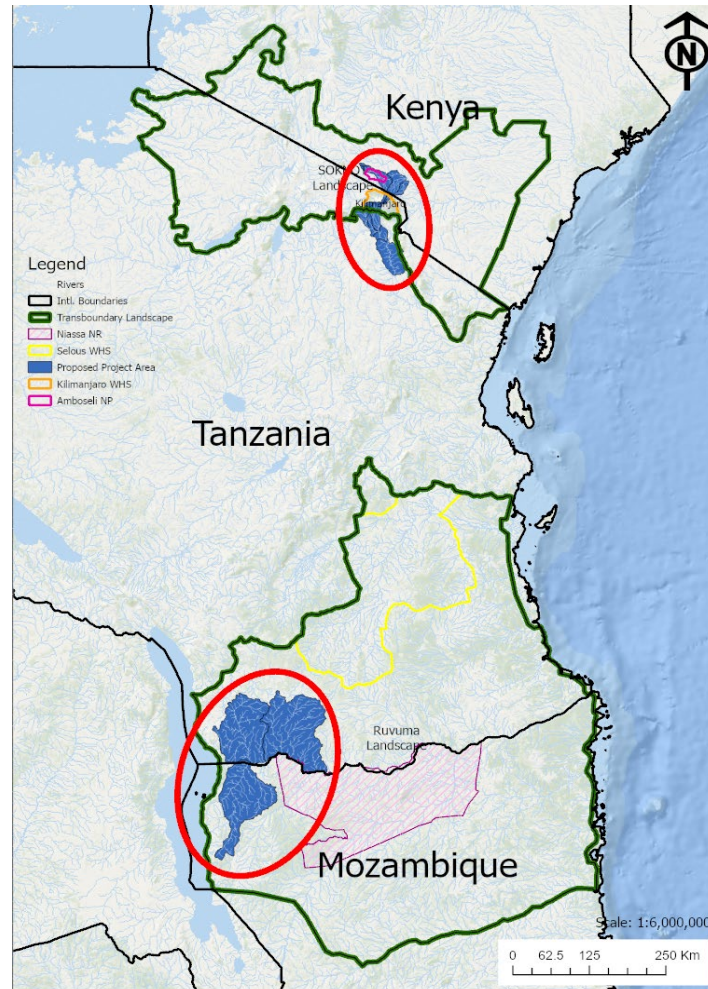 N
Kenya
Landscape
Kilimanjaro
Legend
Rivers
Intl. Boundaries
Transboundary Landscape
Niassa NR
Selous WHS
Proposed Project Area
Kilimanjaro WHS
Amboseli NP
Tanzania
Ruvuma
Landscape
Mozambique
Scale: 1:6,000,000
0 62.5 125 250 Km